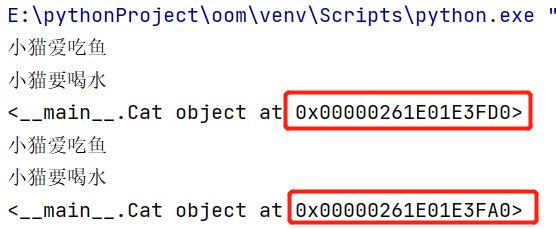 E:\pythonProject\oom\venv\Scripts\python.exe "
小猫爱吃鱼
小猫要喝水
<__main__.Cat object at 0x00000261E01E3FD0>
小猫爱吃鱼
小猫要喝水
<__main__.Cat object at 0x00000261E01E3FA0>